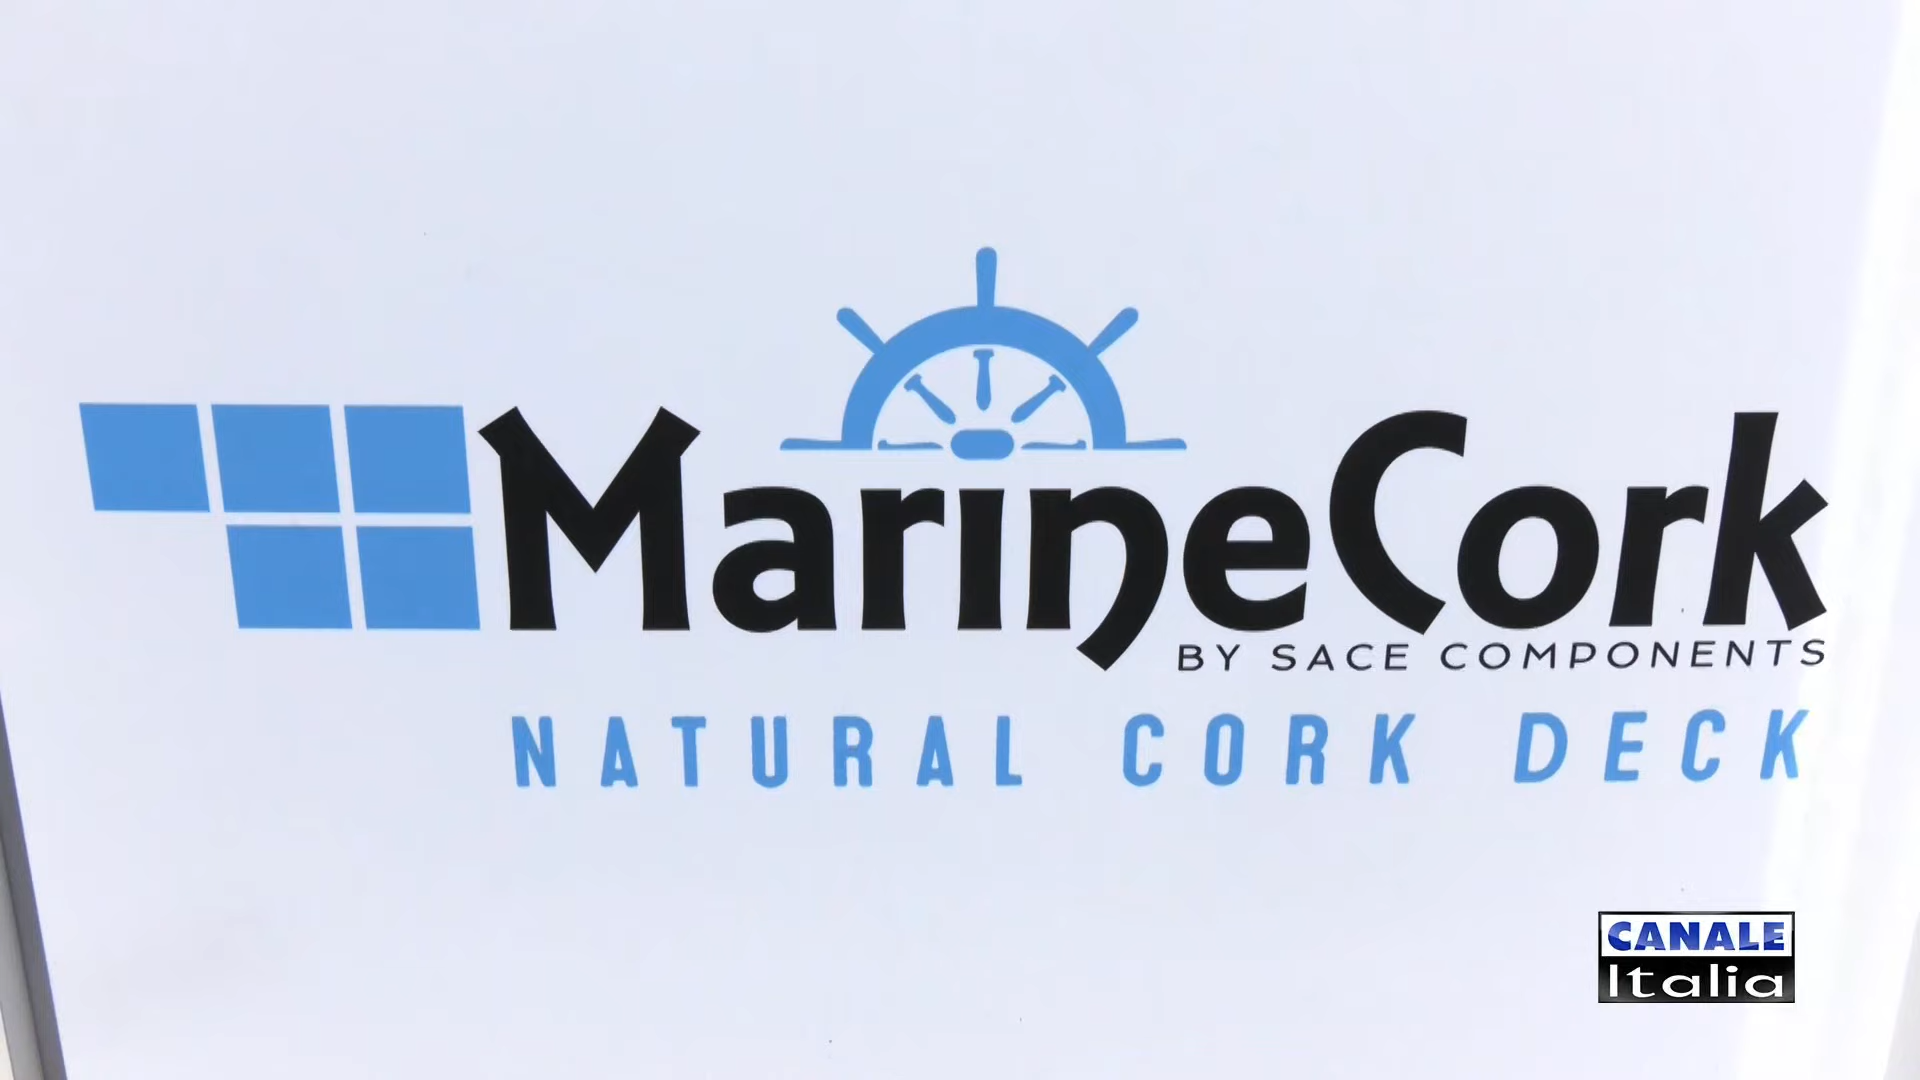 MarineCork
BY SACE COMPONENTS
NATURAL CORK DECK
CANALE
Italia